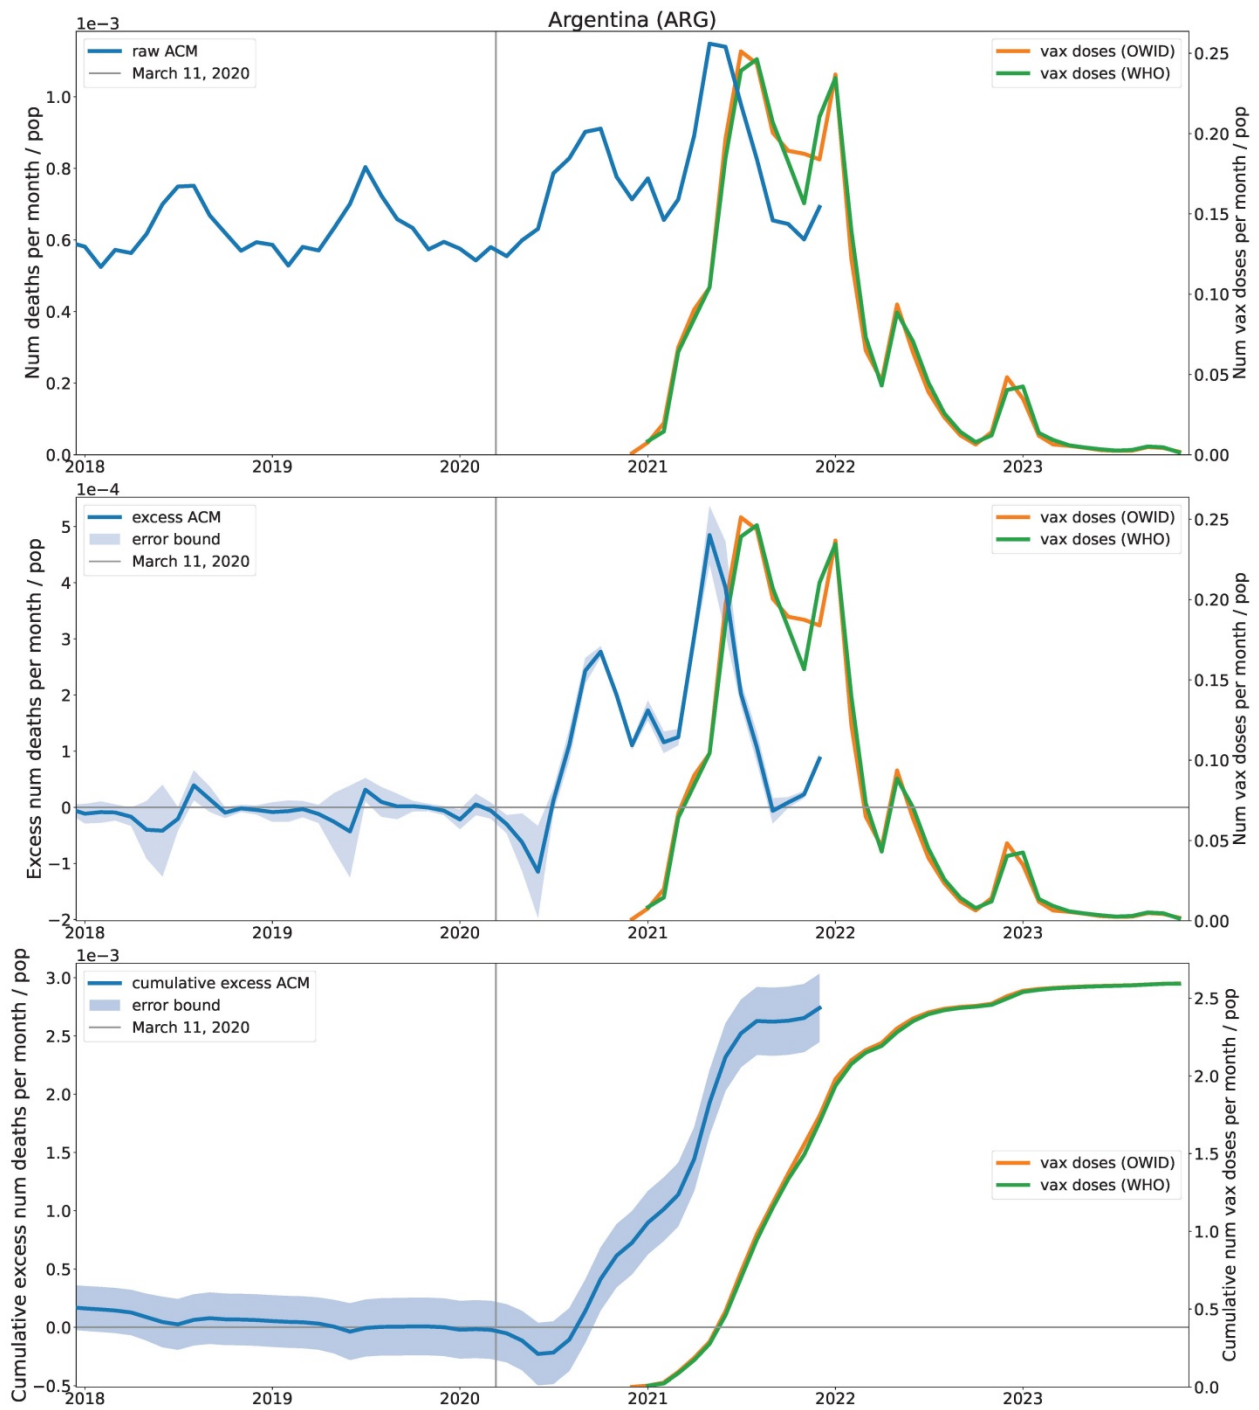 Argentina (ARG)
1e−3
raw ACM
March 11, 2020
vax doses (OWID)
vax doses (WHO)
Num deaths per month / pop
1.0
0.8
0.6
0.4
0.2
0.0
Num vax doses per month / pop
0.25
0.20
0.15
0.10
0.05
0.00
2018
2019
2020
2021
2022
2023
1e−4
excess ACM
error bound
March 11, 2020
vax doses (OWID)
vax doses (WHO)
Excess num deaths per month / pop
5
4
3
2
1
0
−1
−2
Num vax doses per month / pop
0.25
0.20
0.15
0.10
0.05
0.00
2018
2019
2020
2021
2022
2023
1e−3
cumulative excess ACM
error bound
March 11, 2020
vax doses (OWID)
vax doses (WHO)
Cumulative excess num deaths per month / pop
3.0
2.5
2.0
1.5
1.0
0.5
0.0
−0.5
Cumulative num vax doses per month / pop
2.5
2.0
1.5
1.0
0.5
0.0
2018
2019
2020
2021
2022
2023